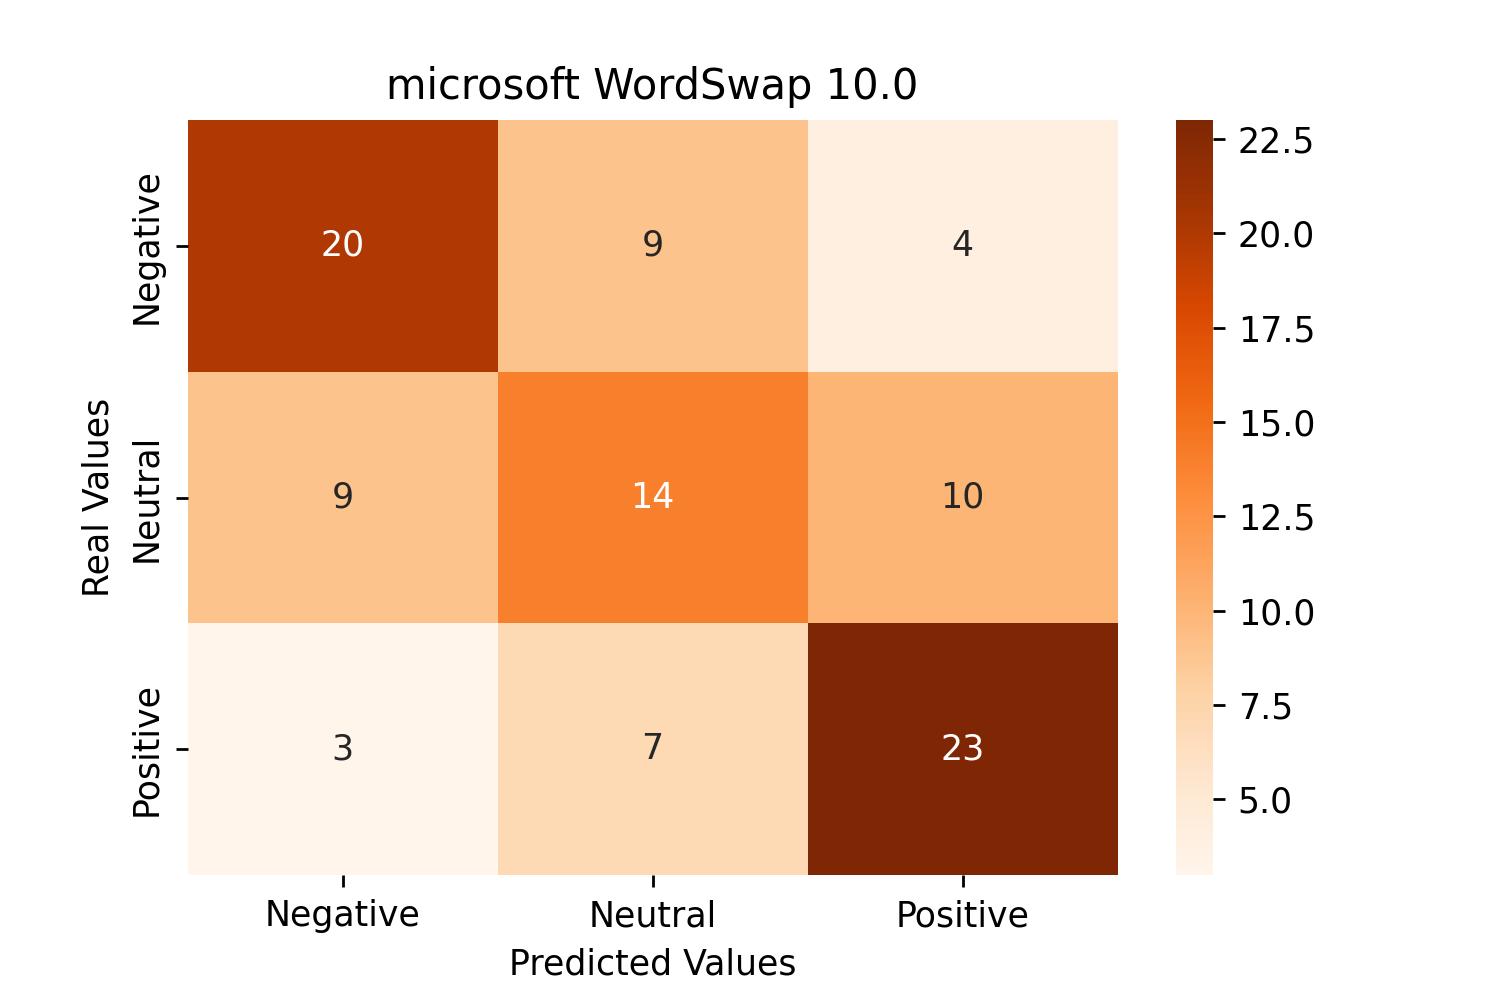 microsoft WordSwap 10.0
Real Values
Negative
20 9 4
Neutral
9 14 10
Positive
3 7 23
Negative Neutral Positive
Predicted Values
22.5
20.0
17.5
15.0
12.5
10.0
7.5
5.0